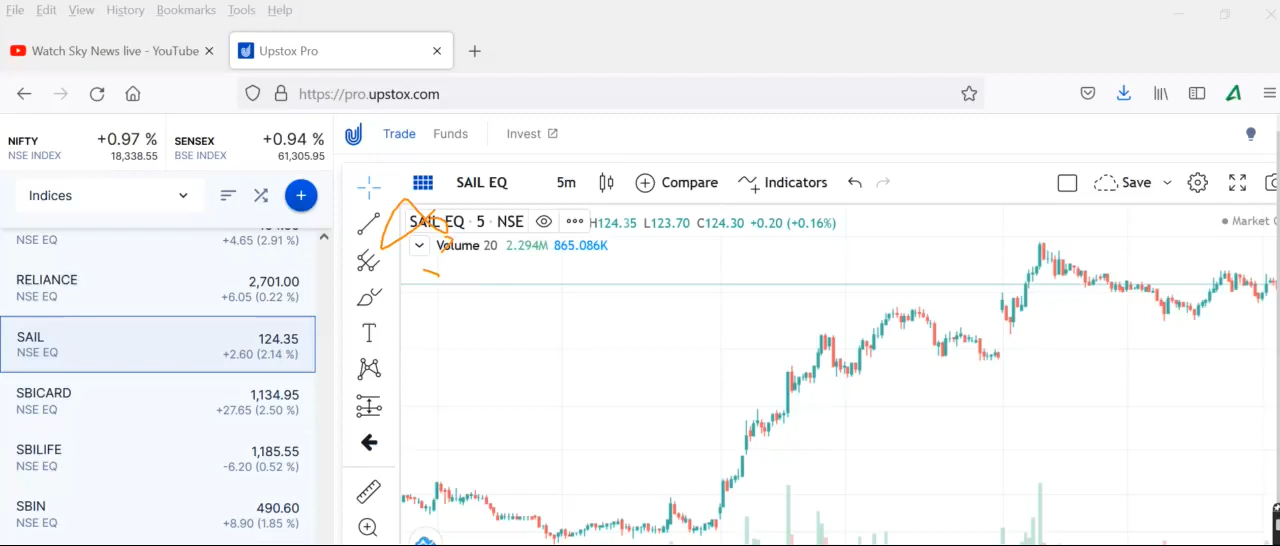 File Edit View History Bookmarks Tools Help
Watch Sky News live - YouTube
Upstox Pro
https://pro.upstox.com
NIFTY +0.97 %
NSE INDEX 18,338.55
SENSEX +0.94 %
BSE INDEX 61,305.95
Trade Funds Invest
Indices
SAIL EQ 5m Compare Indicators Save
SAIL EQ · 5 · NSE H124.35 L123.70 C124.30 +0.20 (+0.16%)
Market
Volume 20 2.294M 865.086K
NSE EQ +4.65 (2.91 %)
RELIANCE 2,701.00
NSE EQ +6.05 (0.22 %)
SAIL 124.35
NSE EQ +2.60 (2.14 %)
SBICARD 1,134.95
NSE EQ +27.65 (2.50 %)
SBILIFE 1,185.55
NSE EQ -6.20 (0.52 %)
SBIN 490.60
NSE EQ +8.90 (1.85 %)